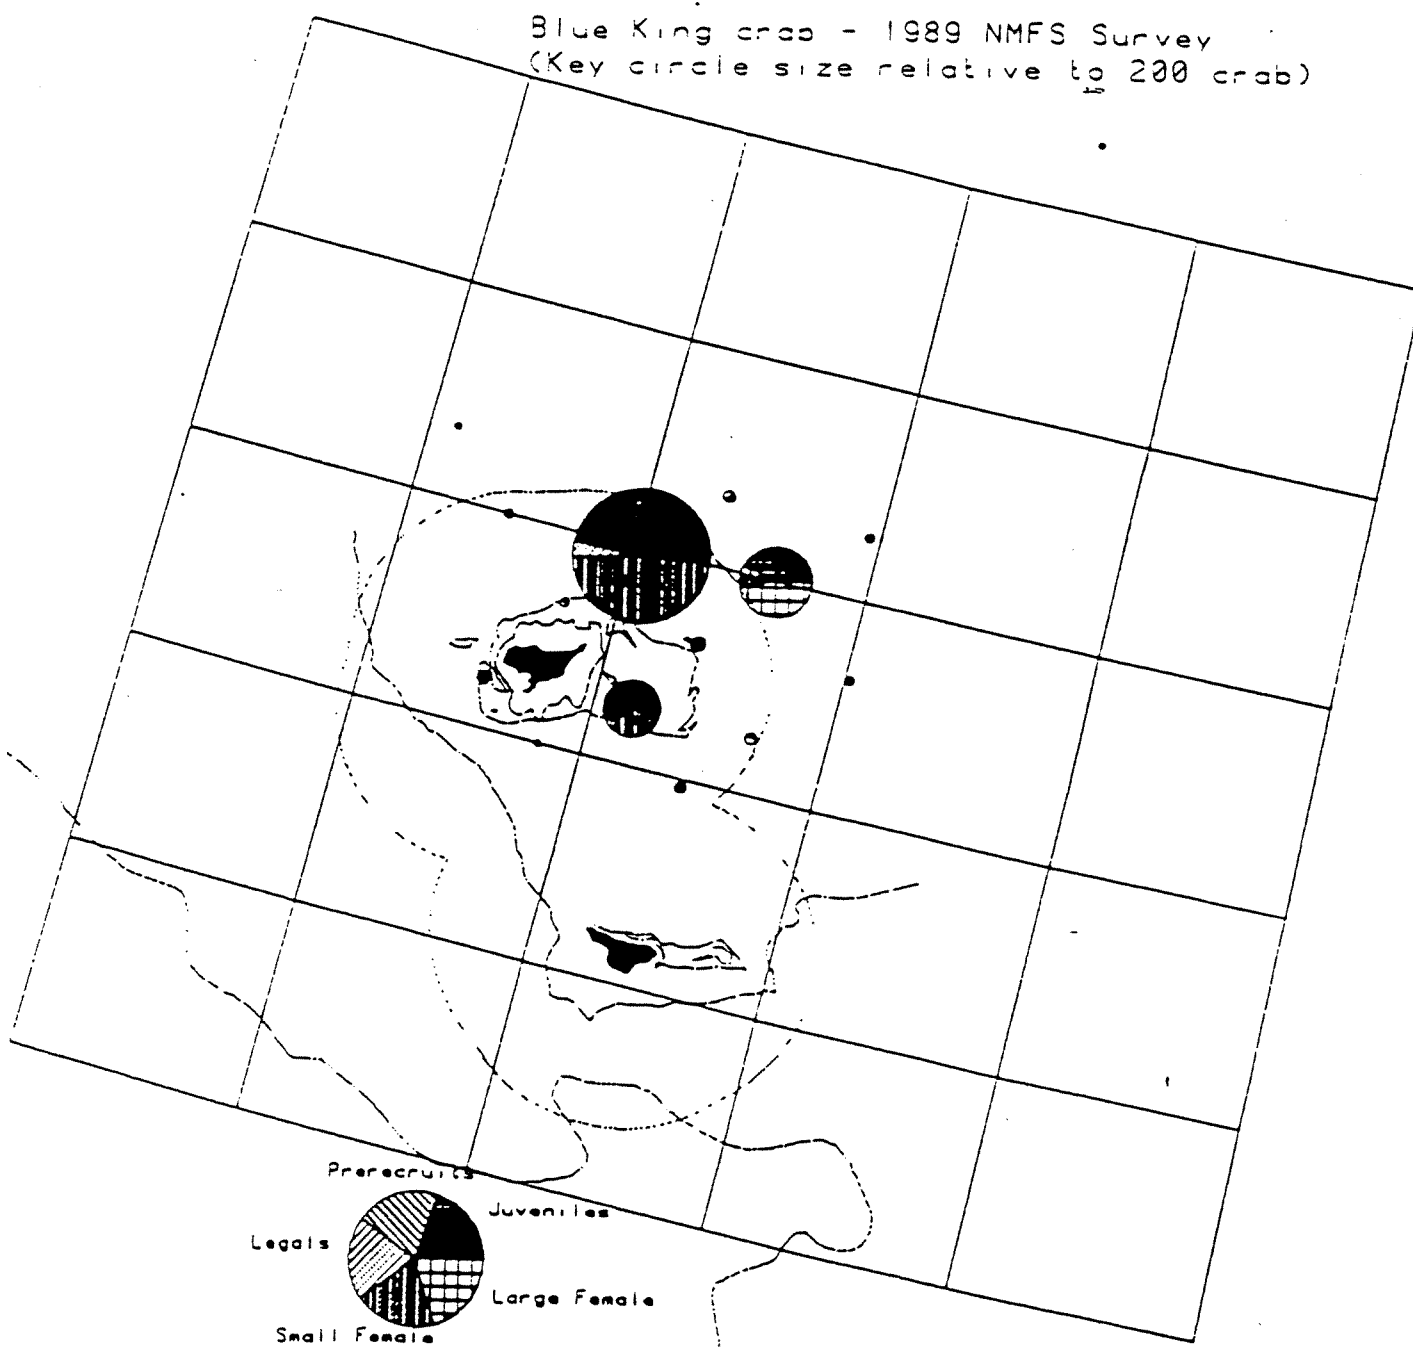 Blue King crab - 1989 NMFS Survey
(Key circle size relative to 200 crab)
Prerecruits
Juveniles
Legals
Large Female
Small Female